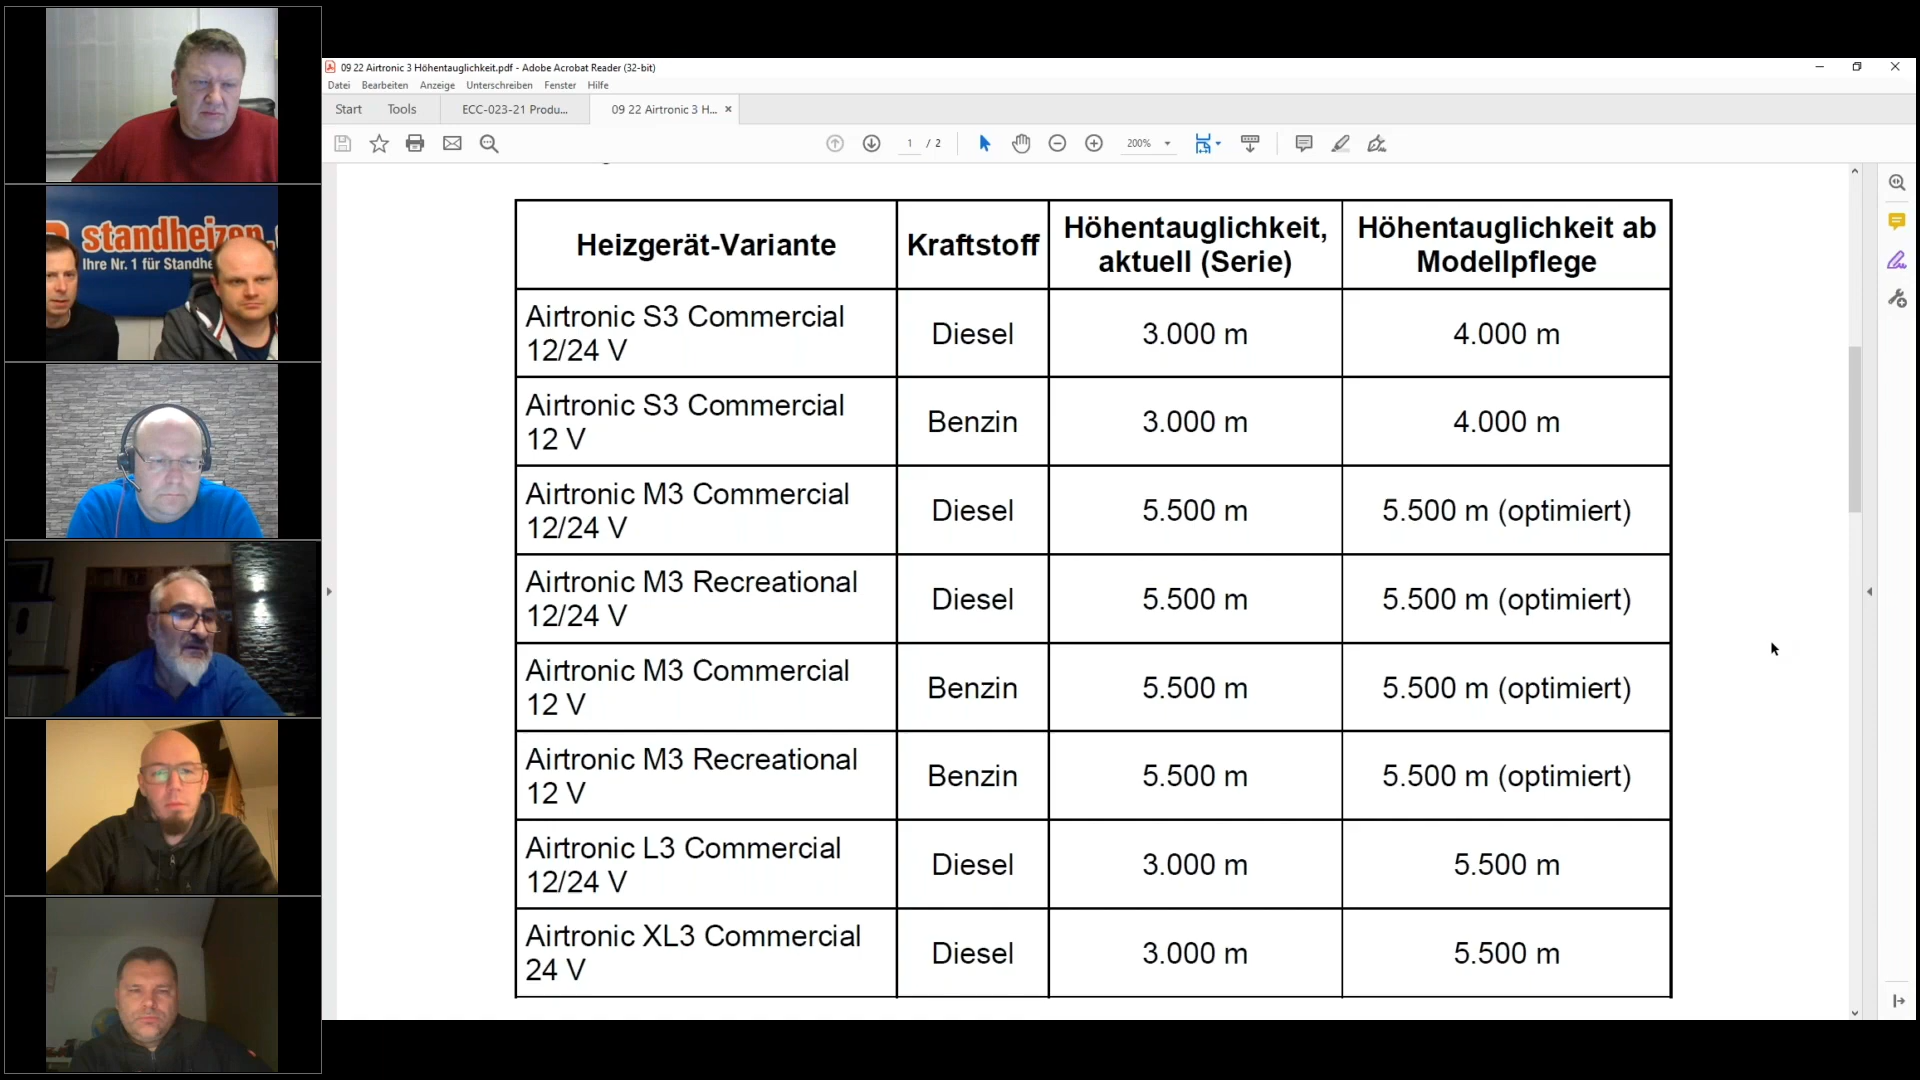 standheizen.
Ihre Nr. 1 für Standhe
09 22 Airtronic 3 Höhentauglichkeit.pdf - Adobe Acrobat Reader (32-bit)
Datei Bearbeiten Anzeige Unterschreiben Fenster Hilfe
Start Tools ECC-023-21 Produ... 09 22 Airtronic 3 H... ×
1 / 2 200%
Heizgerät-Variante Kraftstoff Höhentauglichkeit, Höhentauglichkeit ab
aktuell (Serie) Modellpflege
Airtronic S3 Commercial
12/24 V Diesel 3.000 m 4.000 m
Airtronic S3 Commercial
12 V Benzin 3.000 m 4.000 m
Airtronic M3 Commercial
12/24 V Diesel 5.500 m 5.500 m (optimiert)
Airtronic M3 Recreational
12/24 V Diesel 5.500 m 5.500 m (optimiert)
Airtronic M3 Commercial
12 V Benzin 5.500 m 5.500 m (optimiert)
Airtronic M3 Recreational
12 V Benzin 5.500 m 5.500 m (optimiert)
Airtronic L3 Commercial
12/24 V Diesel 3.000 m 5.500 m
Airtronic XL3 Commercial
24 V Diesel 3.000 m 5.500 m